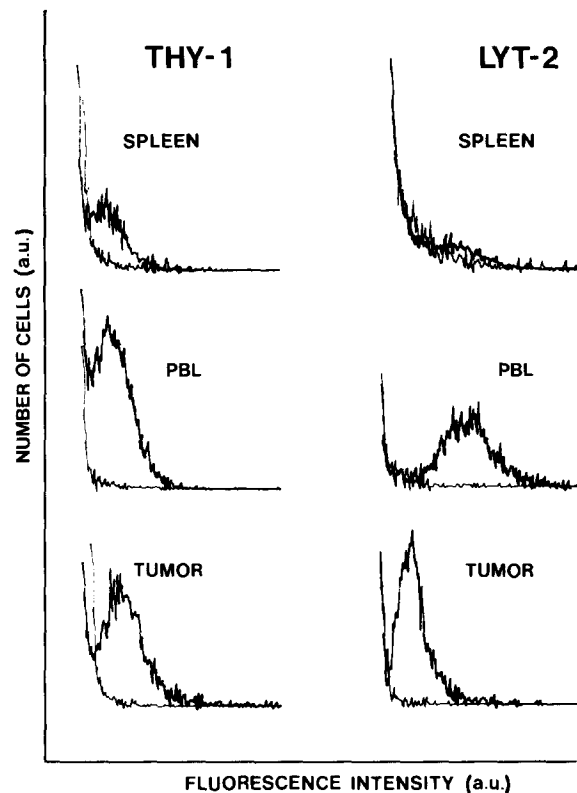 THY-1
LYT-2
SPLEEN
SPLEEN
PBL
PBL
TUMOR
TUMOR
NUMBER OF CELLS (a.u.)
FLUORESCENCE INTENSITY (a.u.)